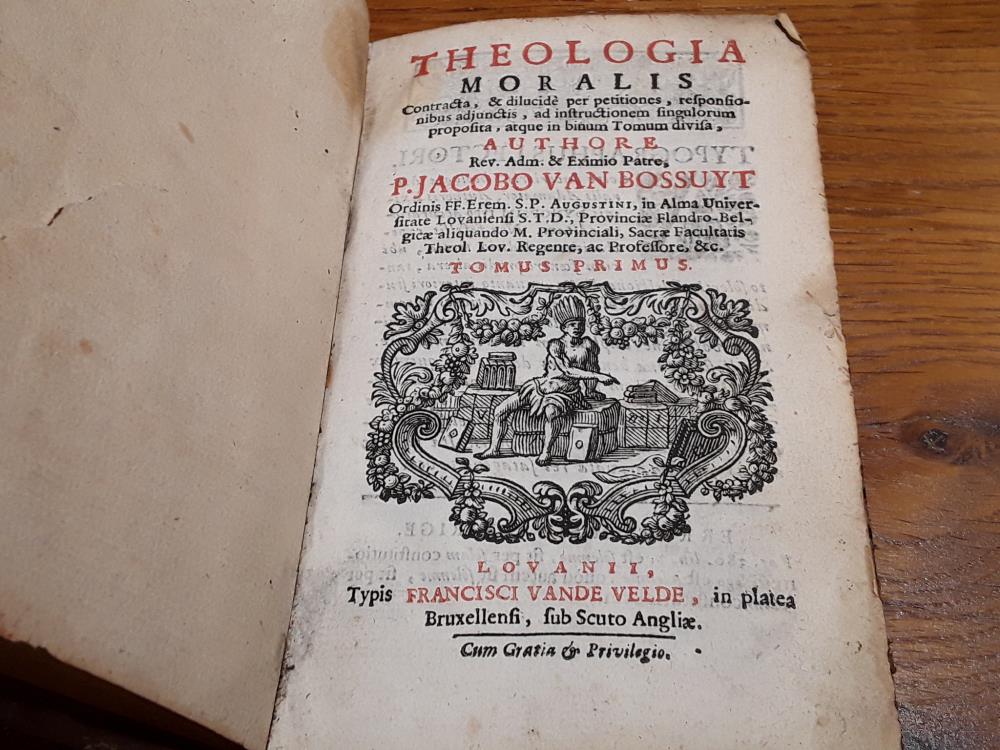 THEOLOGIA
MORALIS
Contracta, & dilucidè per petitiones, responsio-
nibus adjunctis, ad instructionem singulorum
proposita, atque in binum Tomum divisa,
AUTHORE
Rev. Adm. & Eximio Patre,
P. JACOBO VAN BOSSUYT
Ordinis FF. Erem. S. P. AUGUSTINI, in Alma Univer-
sitate Lovaniensi S.T.D., Provinciæ Flandro-Bel-
gicæ aliquando M. Provinciali, Sacræ Facultatis
Theol. Lov. Regente, ac Professore, &c.
TOMUS PRIMUS.
LOVANII,
Typis FRANCISCI VANDE VELDE, in platea
Bruxellensi, sub Scuto Angliæ.
Cum Gratia & Privilegio.